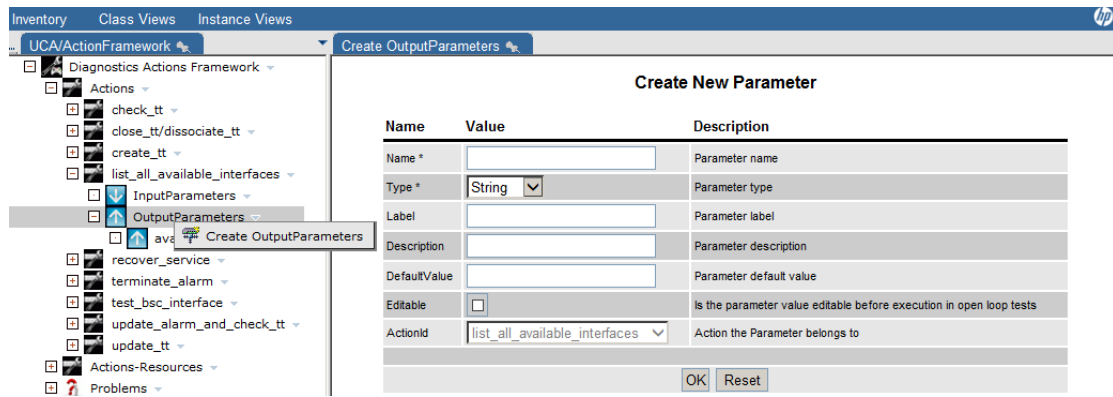 Inventory Class Views Instance Views hp
... UCA/ActionFramework Create OutputParameters
Diagnostics Actions Framework
Actions
check_tt
close_tt/dissociate_tt
create_tt
list_all_available_interfaces
InputParameters
OutputParameters
Create OutputParameters
recover_service
terminate_alarm
test_bsc_interface
update_alarm_and_check_tt
update_tt
Actions-Resources
Problems
Create New Parameter
Name Value Description
Name * Parameter name
Type * String Parameter type
Label Parameter label
Description Parameter description
DefaultValue Parameter default value
Editable Is the parameter value editable before execution in open loop tests
ActionId list_all_available_interfaces Action the Parameter belongs to
OK Reset